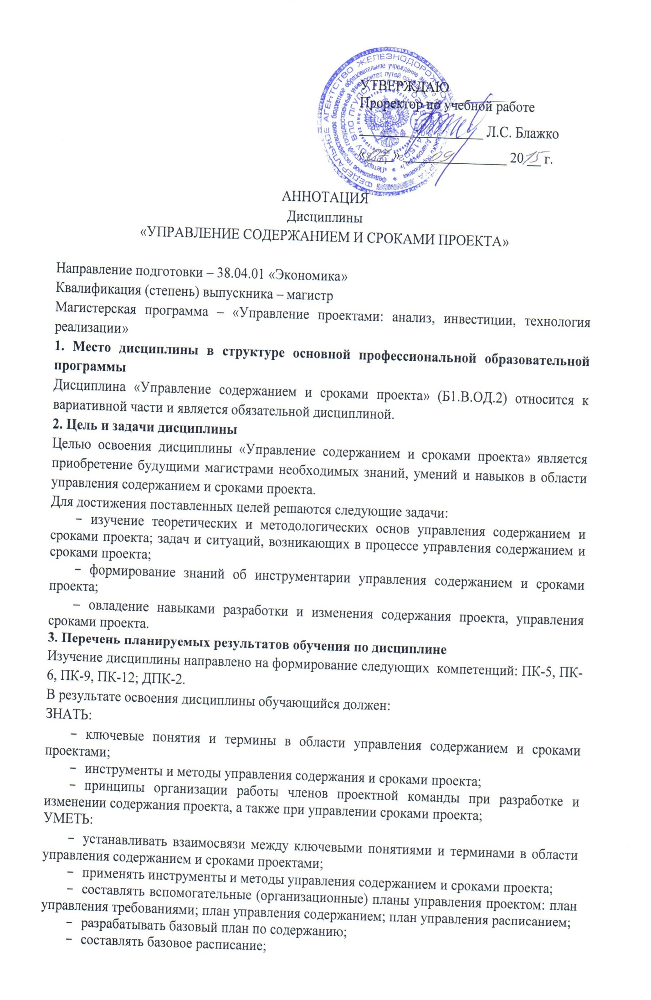 УТВЕРЖДАЮ
Проректор по учебной работе
Л.С. Блажко
«07» 09 2015 г.
АННОТАЦИЯ
Дисциплины
«УПРАВЛЕНИЕ СОДЕРЖАНИЕМ И СРОКАМИ ПРОЕКТА»
Направление подготовки – 38.04.01 «Экономика»
Квалификация (степень) выпускника – магистр
Магистерская программа – «Управление проектами: анализ, инвестиции, технология
реализации»
1. Место дисциплины в структуре основной профессиональной образовательной
программы
Дисциплина «Управление содержанием и сроками проекта» (Б1.В.ОД.2) относится к
вариативной части и является обязательной дисциплиной.
2. Цель и задачи дисциплины
Целью освоения дисциплины «Управление содержанием и сроками проекта» является
приобретение будущими магистрами необходимых знаний, умений и навыков в области
управления содержанием и сроками проекта.
Для достижения поставленных целей решаются следующие задачи:
− изучение теоретических и методологических основ управления содержанием и
сроками проекта; задач и ситуаций, возникающих в процессе управления содержанием и
сроками проекта;
− формирование знаний об инструментарии управления содержанием и сроками
проекта;
– овладение навыками разработки и изменения содержания проекта, управления
сроками проекта.
3. Перечень планируемых результатов обучения по дисциплине
Изучение дисциплины направлено на формирование следующих компетенций: ПК-5, ПК-
6, ПК-9, ПК-12; ДПК-2.
В результате освоения дисциплины обучающийся должен:
ЗНАТЬ:
− ключевые понятия и термины в области управления содержанием и сроками
проектами;
− инструменты и методы управления содержания и сроками проекта;
− принципы организации работы членов проектной команды при разработке и
изменении содержания проекта, а также при управлении сроками проекта;
УМЕТЬ:
− устанавливать взаимосвязи между ключевыми понятиями и терминами в области
управления содержанием и сроками проектами;
− применять инструменты и методы управления содержанием и сроками проекта;
− составлять вспомогательные (организационные) планы управления проектом: план
управления требованиями; план управления содержанием; план управления расписанием;
− разрабатывать базовый план по содержанию;
− составлять базовое расписание;